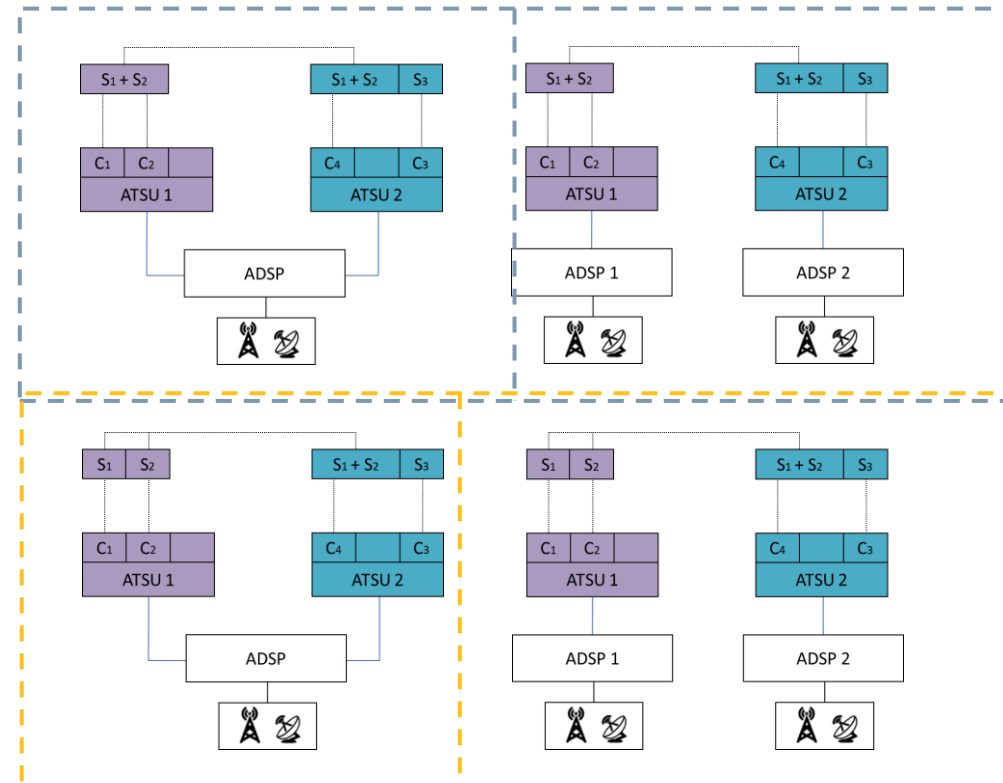 S1 + S2 S1 + S2 S3
C1 C2 C4 C3
ATSU 1 ATSU 2
ADSP
S1 + S2 S1 + S2 S3
C1 C2 C4 C3
ATSU 1 ATSU 2
ADSP 1 ADSP 2
S1 S2 S1 + S2 S3
C1 C2 C4 C3
ATSU 1 ATSU 2
ADSP
S1 S2 S1 + S2 S3
C1 C2 C4 C3
ATSU 1 ATSU 2
ADSP 1 ADSP 2